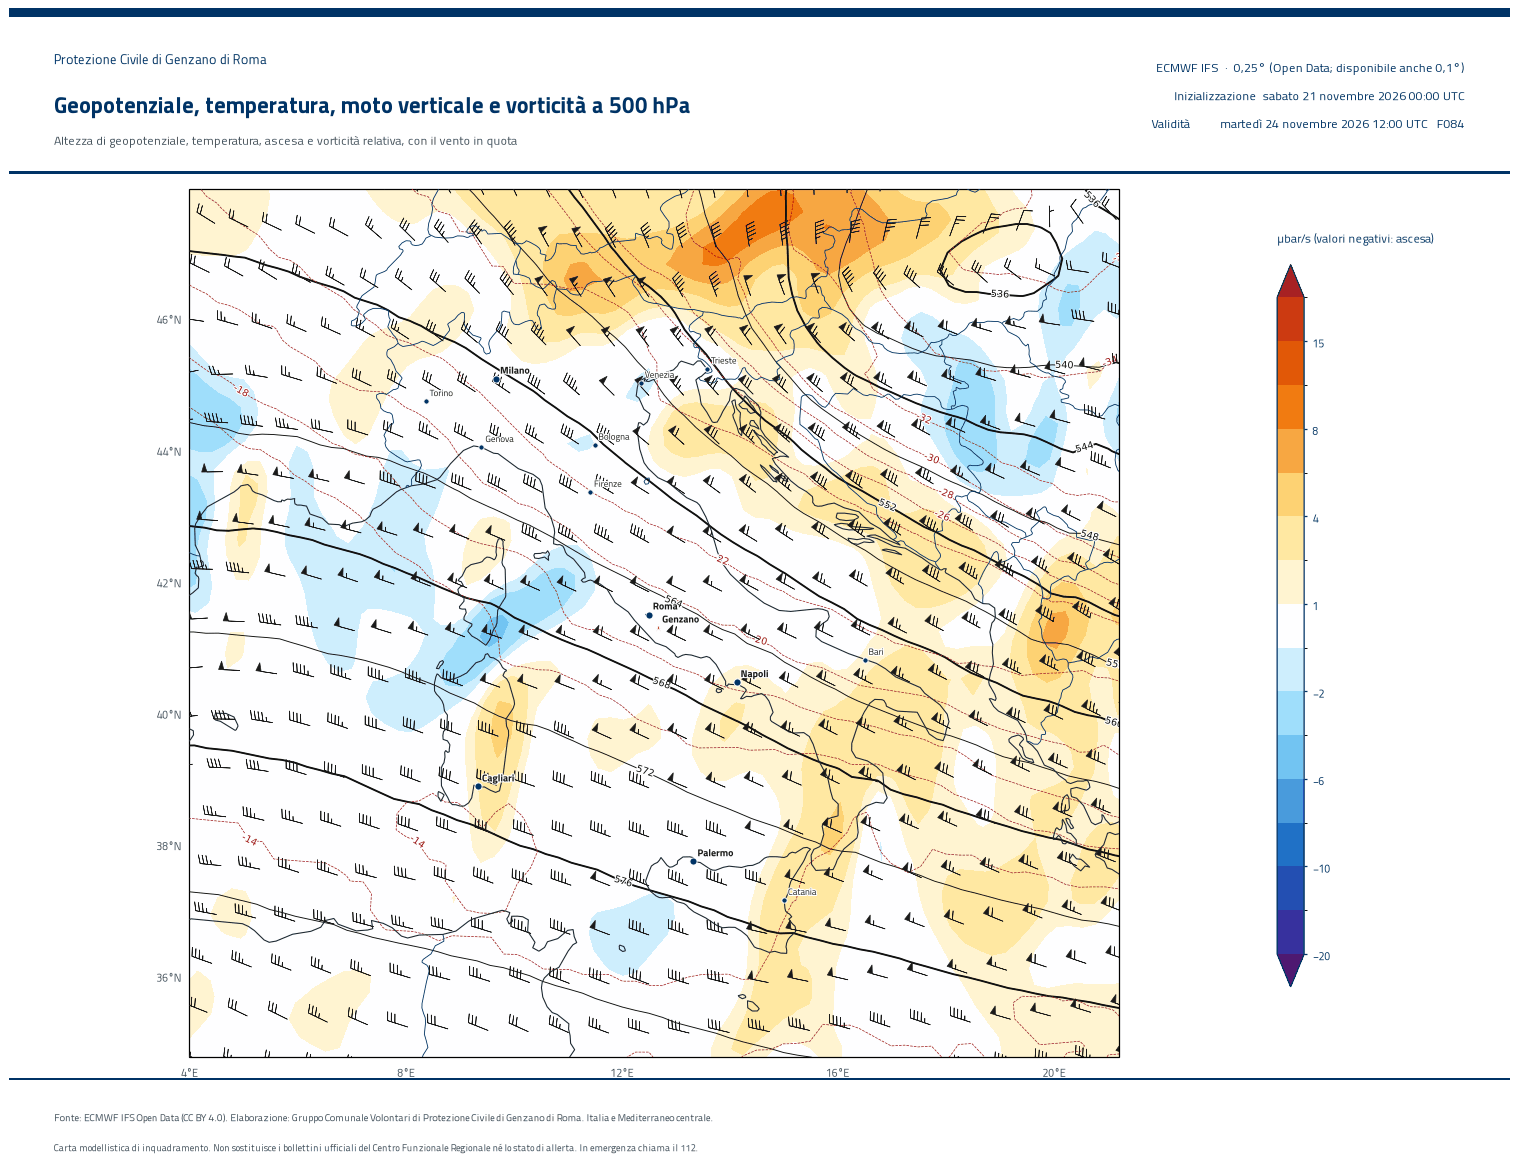 Protezione Civile di Genzano di Roma
Geopotenziale, temperatura, moto verticale e vorticità a 500 hPa
Altezza di geopotenziale, temperatura, ascesa e vorticità relativa, con il vento in quota
ECMWF IFS · 0,25° (Open Data; disponibile anche 0,1°)
Inizializzazione sabato 21 novembre 2026 00:00 UTC
Validità martedì 24 novembre 2026 12:00 UTC F084
µbar/s (valori negativi: ascesa)
15
8
4
1
−2
−6
−10
−20
46°N
44°N
42°N
40°N
38°N
36°N
4°E
8°E
12°E
16°E
20°E
536
536
540
544
548
552
564
568
572
576
-18
-32
-30
-28
-26
-22
-20
-14
-14
Milano
Torino
Venezia
Trieste
Genova
Bologna
Firenze
Roma
Genzano
Napoli
Bari
Cagliari
Palermo
Catania
Fonte: ECMWF IFS Open Data (CC BY 4.0). Elaborazione: Gruppo Comunale Volontari di Protezione Civile di Genzano di Roma. Italia e Mediterraneo centrale.
Carta modellistica di inquadramento. Non sostituisce i bollettini ufficiali del Centro Funzionale Regionale né lo stato di allerta. In emergenza chiama il 112.